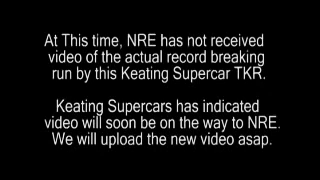 At This time, NRE has not received
video of the actual record breaking
run by this Keating Supercar TKR.
Keating Supercars has indicated
video will soon be on the way to NRE.
We will upload the new video asap.